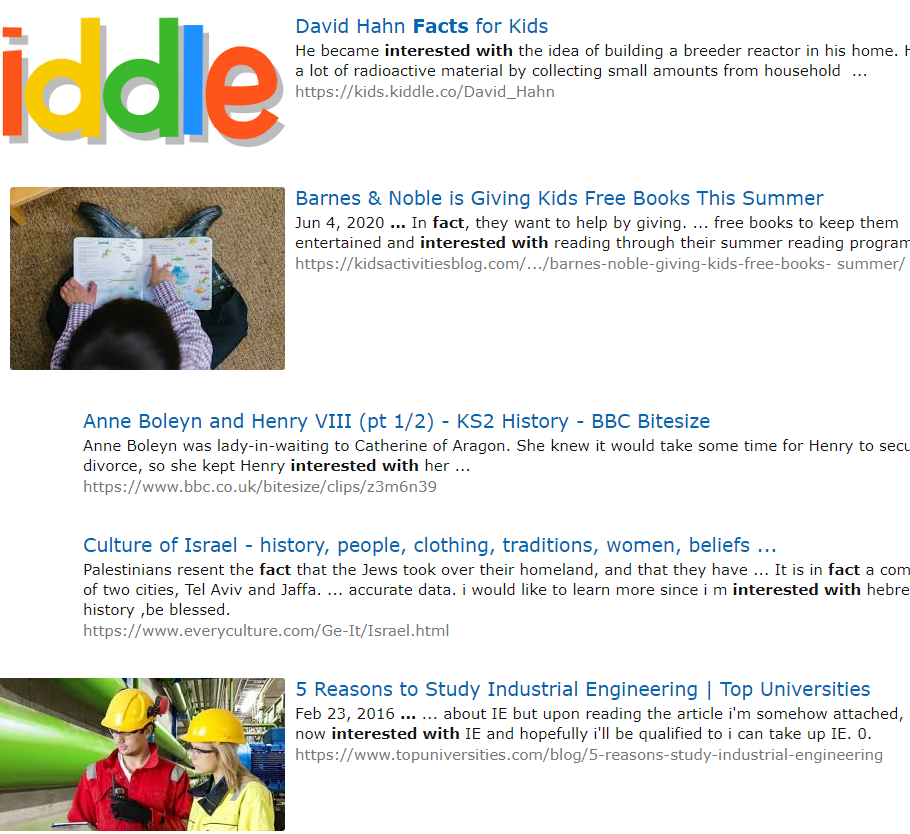 iddle
David Hahn Facts for Kids
He became interested with the idea of building a breeder reactor in his home. H
a lot of radioactive material by collecting small amounts from household ...
https://kids.kiddle.co/David_Hahn
Barnes & Noble is Giving Kids Free Books This Summer
Jun 4, 2020 ... In fact, they want to help by giving. ... free books to keep them
entertained and interested with reading through their summer reading program
https://kidsactivitiesblog.com/.../barnes-noble-giving-kids-free-books- summer/
Anne Boleyn and Henry VIII (pt 1/2) - KS2 History - BBC Bitesize
Anne Boleyn was lady-in-waiting to Catherine of Aragon. She knew it would take some time for Henry to secu
divorce, so she kept Henry interested with her ...
https://www.bbc.co.uk/bitesize/clips/z3m6n39
Culture of Israel - history, people, clothing, traditions, women, beliefs ...
Palestinians resent the fact that the Jews took over their homeland, and that they have ... It is in fact a com
of two cities, Tel Aviv and Jaffa. ... accurate data. i would like to learn more since i m interested with hebre
history ,be blessed.
https://www.everyculture.com/Ge-It/Israel.html
5 Reasons to Study Industrial Engineering | Top Universities
Feb 23, 2016 ... ... about IE but upon reading the article i'm somehow attached,
now interested with IE and hopefully i'll be qualified to i can take up IE. 0.
https://www.topuniversities.com/blog/5-reasons-study-industrial-engineering